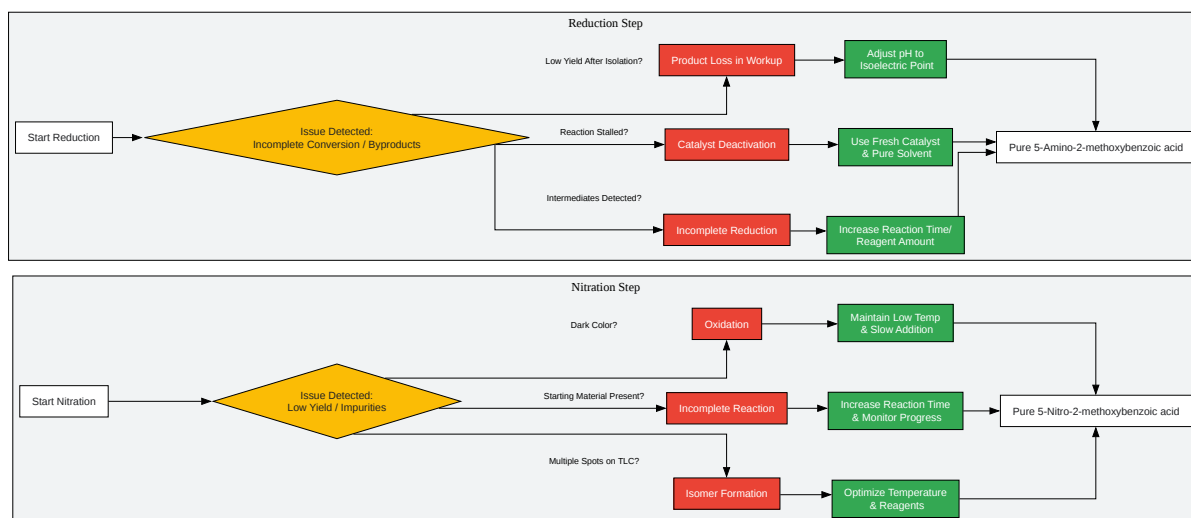 Reduction Step
Low Yield After Isolation?
Product Loss in Workup
Adjust pH to
Isoelectric Point
Start Reduction
Issue Detected:
Incomplete Conversion / Byproducts
Reaction Stalled?
Catalyst Deactivation
Use Fresh Catalyst
& Pure Solvent
Pure 5-Amino-2-methoxybenzoic acid
Intermediates Detected?
Incomplete Reduction
Increase Reaction Time/
Reagent Amount
Nitration Step
Dark Color?
Oxidation
Maintain Low Temp
& Slow Addition
Start Nitration
Issue Detected:
Low Yield / Impurities
Starting Material Present?
Incomplete Reaction
Increase Reaction Time
& Monitor Progress
Pure 5-Nitro-2-methoxybenzoic acid
Multiple Spots on TLC?
Isomer Formation
Optimize Temperature
& Reagents